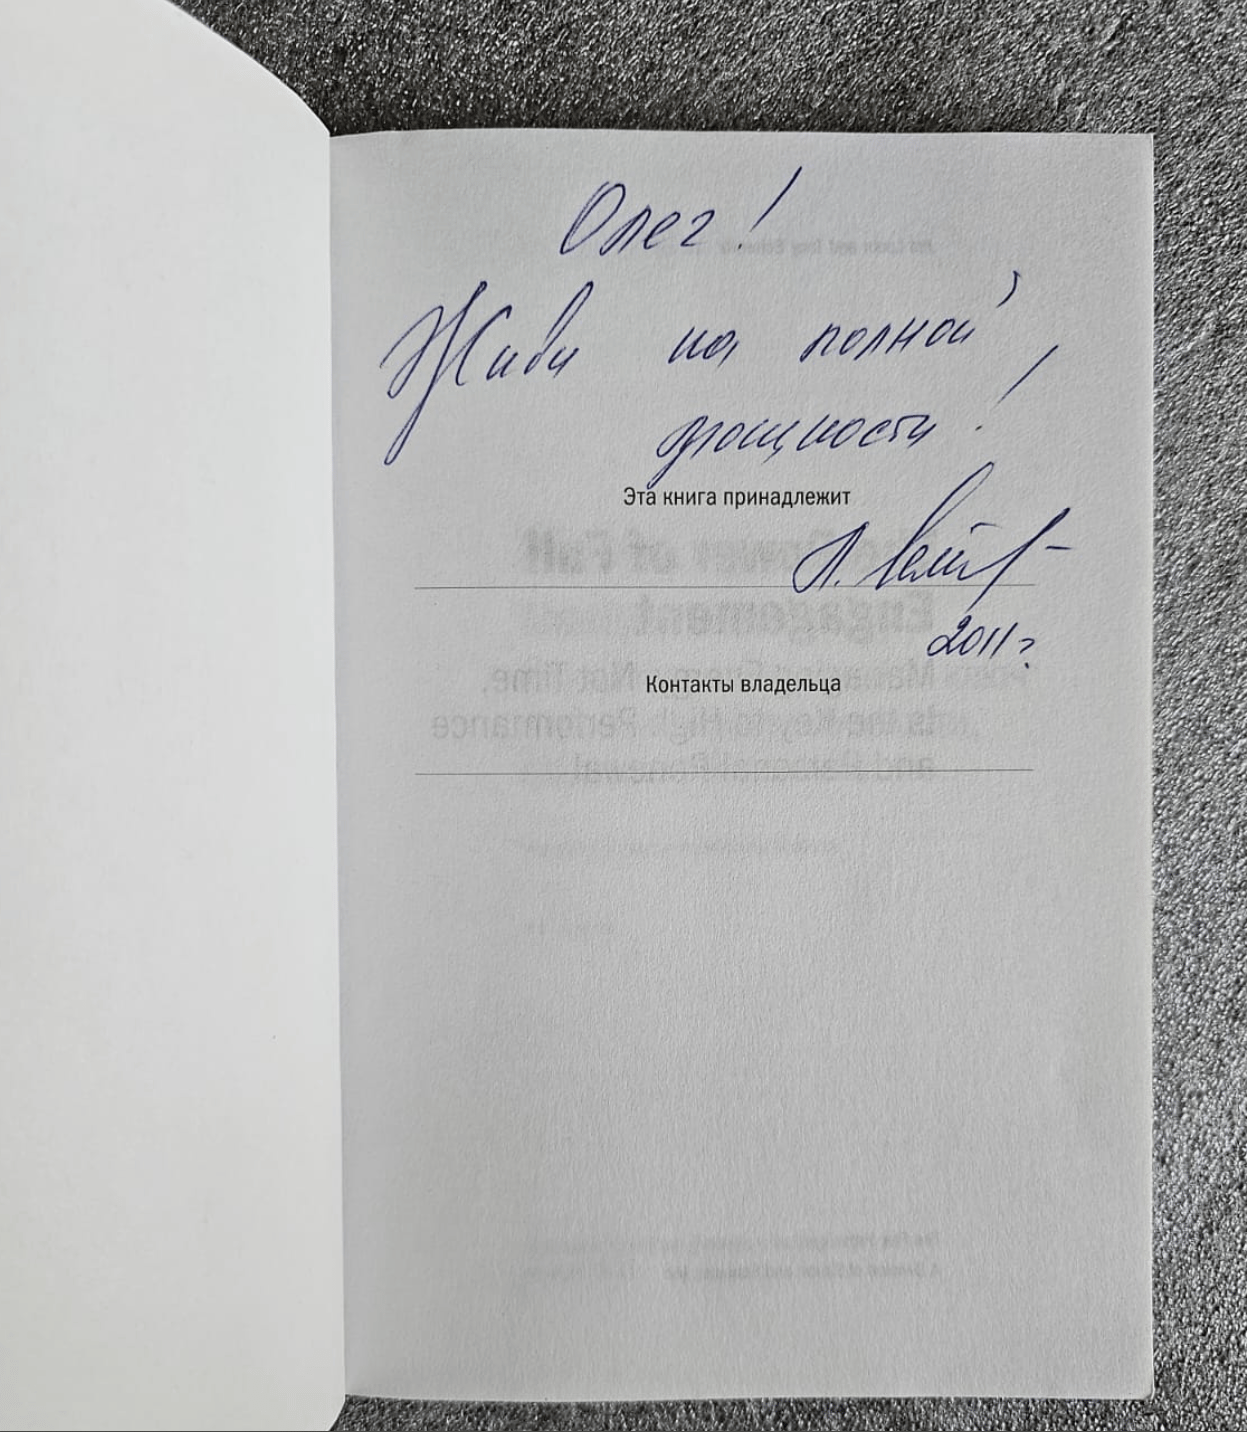 Олег!
Живи на полной
мощности!
Эта книга принадлежит
2011 г
Контакты владельца